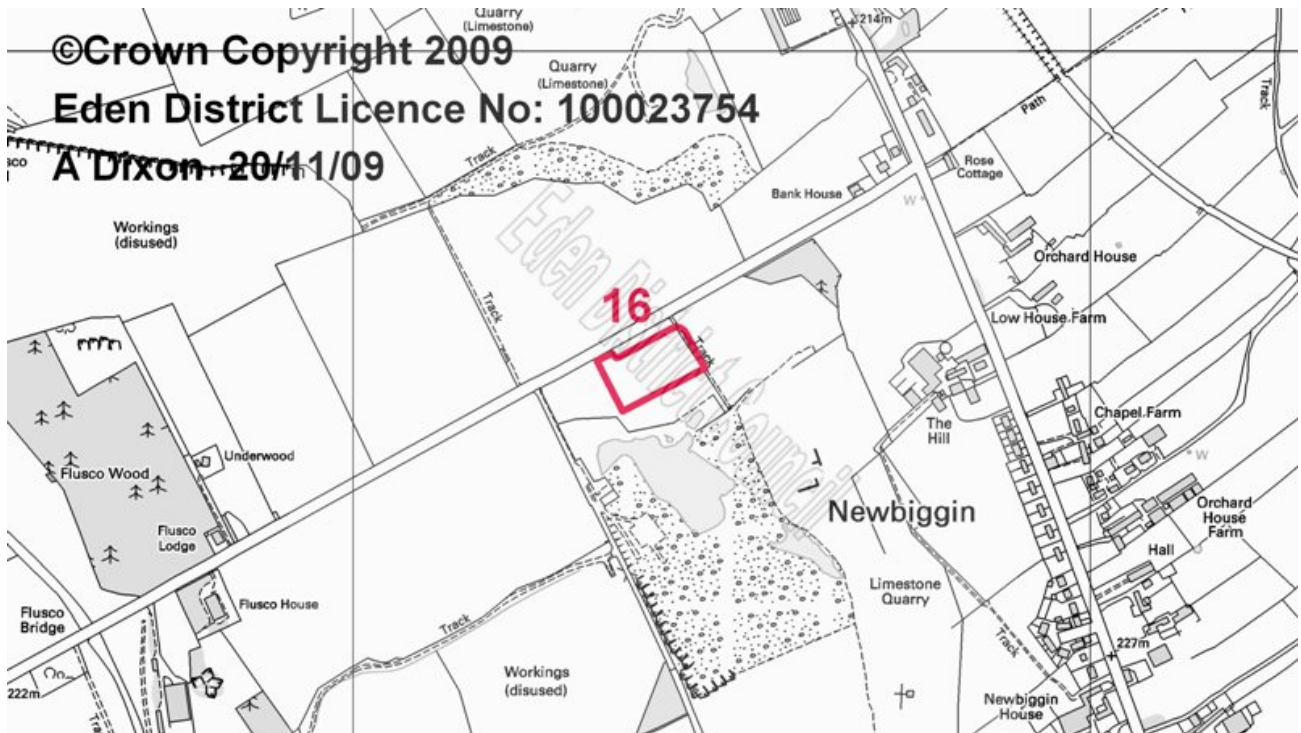 ©Crown Copyright 2009
Eden District Licence No: 100023754
A Dixon 20/11/09
Quarry
(Limestone)
214m
Quarry
(Limestone)
Track
Path
Track
sco
Workings
(disused)
Bank House
W
Rose
Cottage
Orchard House
Track
16
Low House Farm
Track
Eden District Council
The
Hill
Chapel Farm
W
Underwood
Flusco Wood
Flusco
Lodge
Newbiggin
Orchard
House
Farm
Hall
Flusco House
Flusco
Bridge
Track
Limestone
Quarry
Track
Workings
(disused)
227m
222m
Newbiggin
House
Tra